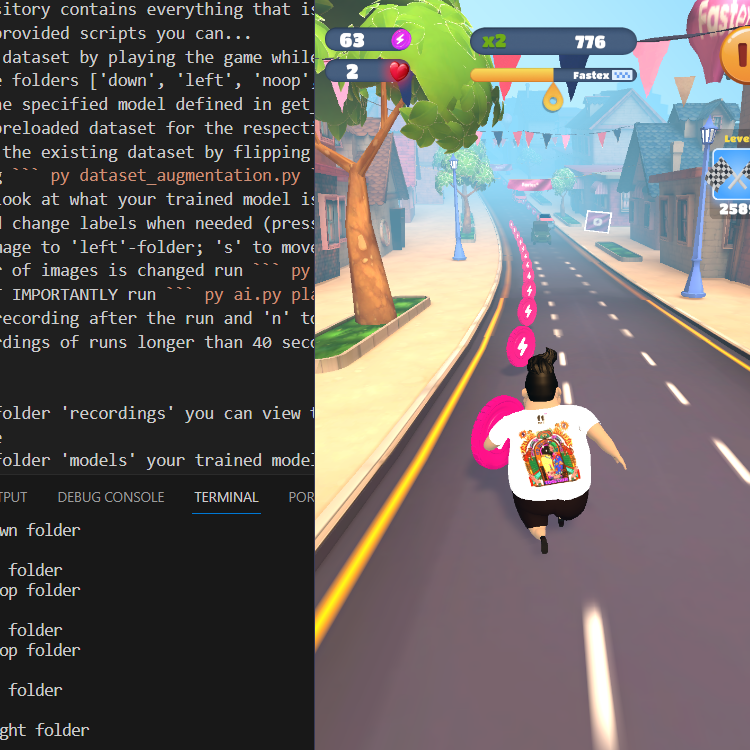 sitory contains everything that is
provided scripts you can...
dataset by playing the game while
e folders ['down', 'left', 'noop',
he specified model defined in get_
preloaded dataset for the respecti
the existing dataset by flipping
g ``` py dataset_augmentation.py
look at what your trained model is
d change labels when needed (press
mage to 'left'-folder; 's' to move
r of images is changed run ``` py
T IMPORTANTLY run ``` py ai.py pla
recording after the run and 'n' to
rdings of runs longer than 40 seco
folder 'recordings' you can view t
e
folder 'models' your trained model
TPUT DEBUG CONSOLE TERMINAL POR
wn folder
folder
op folder
folder
op folder
folder
ght folder
63
x2 776
2
Fastex
Fastex
Leve
258